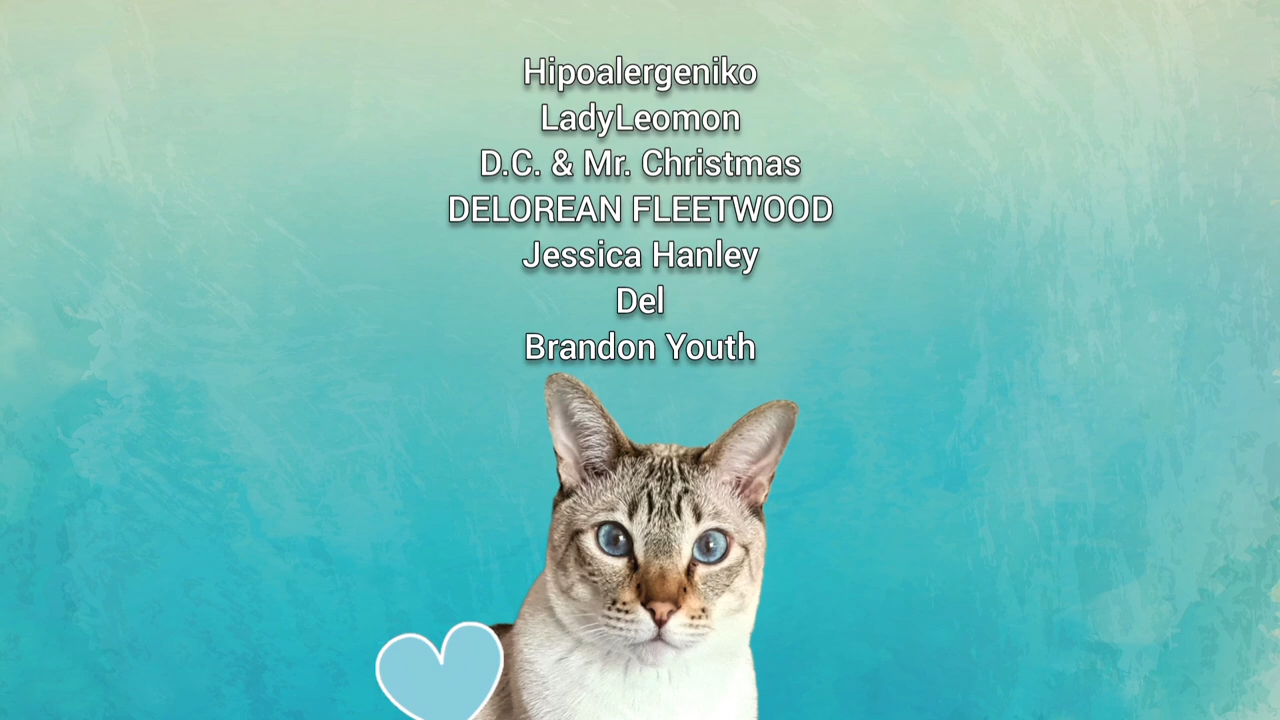 Hipoalergeniko
LadyLeomon
D.C. & Mr. Christmas
DELOREAN FLEETWOOD
Jessica Hanley
Del
Brandon Youth